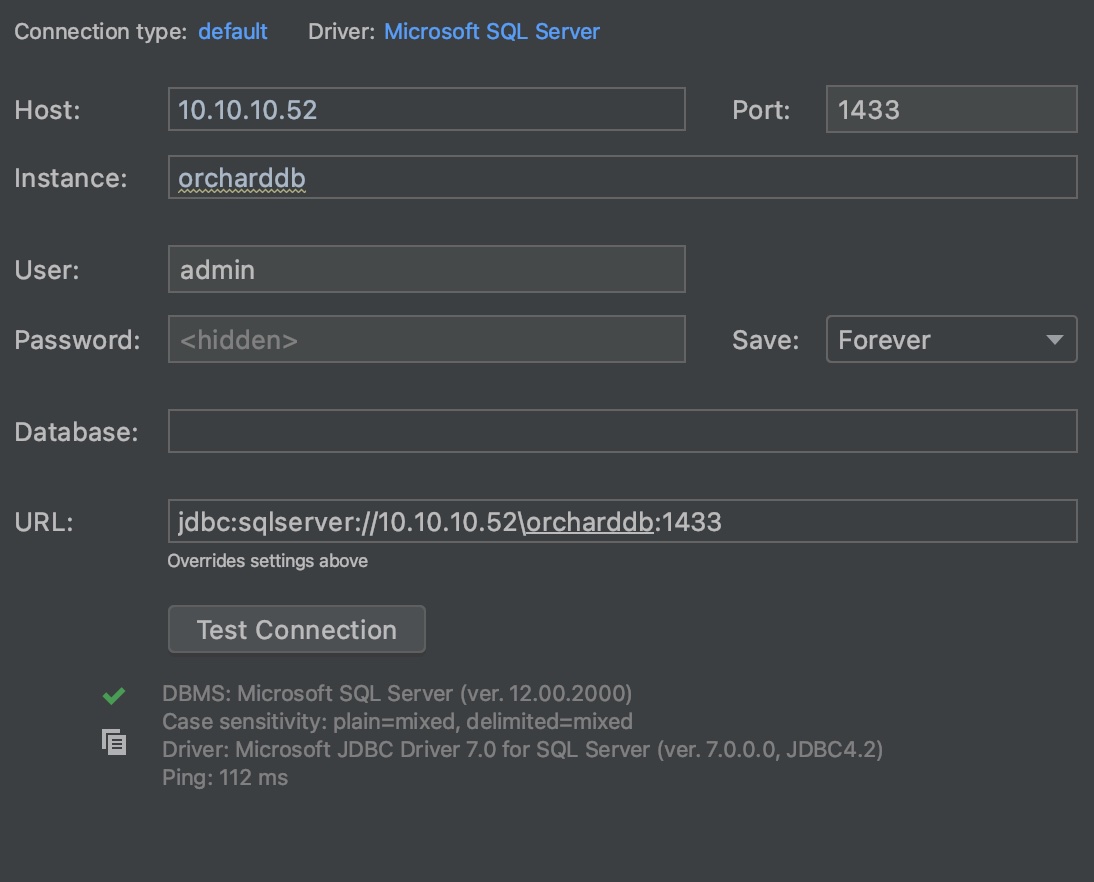 Connection type: default Driver: Microsoft SQL Server
Host: 10.10.10.52 Port: 1433
Instance: orcharddb
User: admin
Password: <hidden> Save: Forever
Database:
URL: jdbc:sqlserver://10.10.10.52\orcharddb:1433
Overrides settings above
Test Connection
DBMS: Microsoft SQL Server (ver. 12.00.2000)
Case sensitivity: plain=mixed, delimited=mixed
Driver: Microsoft JDBC Driver 7.0 for SQL Server (ver. 7.0.0.0, JDBC4.2)
Ping: 112 ms